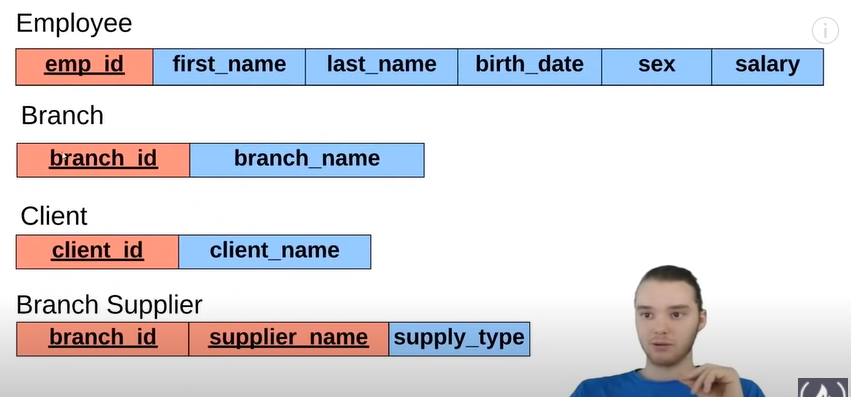 Employee
emp_id first_name last_name birth_date sex salary
Branch
branch_id branch_name
Client
client_id client_name
Branch Supplier
branch_id supplier_name supply_type